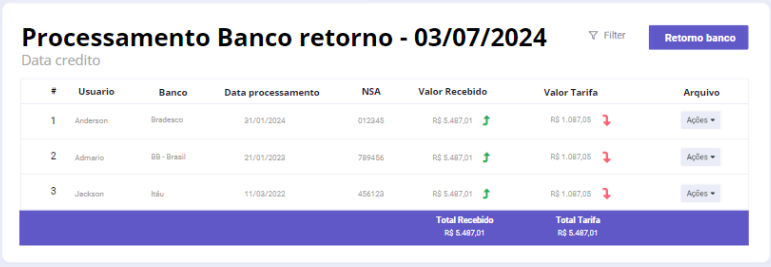 Processamento Banco retorno - 03/07/2024
Filter
Retorno banco
Data credito
# Usuario Banco Data processamento NSA Valor Recebido Valor Tarifa Arquivo
1 Anderson Bradesco 31/01/2024 012345 R$ 5.487,01 R$ 1.087,05 Ações
2 Admario BB - Brasil 21/01/2023 789456 R$ 5.487,01 R$ 1.087,05 Ações
3 Jackson Itáu 11/03/2022 456123 R$ 5.487,01 R$ 1.087,05 Ações
Total Recebido Total Tarifa
R$ 5.487,01 R$ 5.487,01